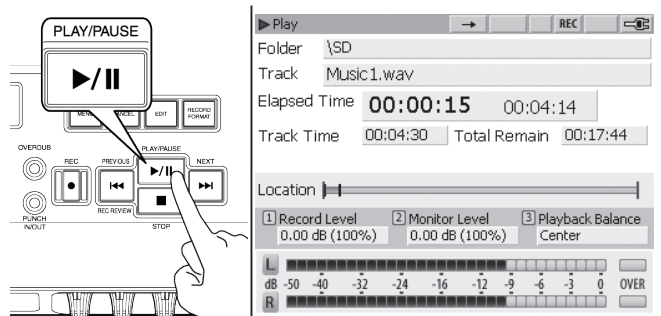 PLAY/PAUSE
MENU CANCEL EDIT RECORD FORMAT
OVERDUB
PLAY/PAUSE
REC PREVIOUS NEXT
REC REVIEW
PUNCH IN/OUT
STOP
Play REC
Folder \SD
Track Music1.wav
Elapsed Time 00:00:15 00:04:14
Track Time 00:04:30 Total Remain 00:17:44
Location
1 Record Level 2 Monitor Level 3 Playback Balance
0.00 dB (100%) 0.00 dB (100%) Center
L
dB -50 -40 -32 -24 -16 -12 -9 -6 -3 0 OVER
R